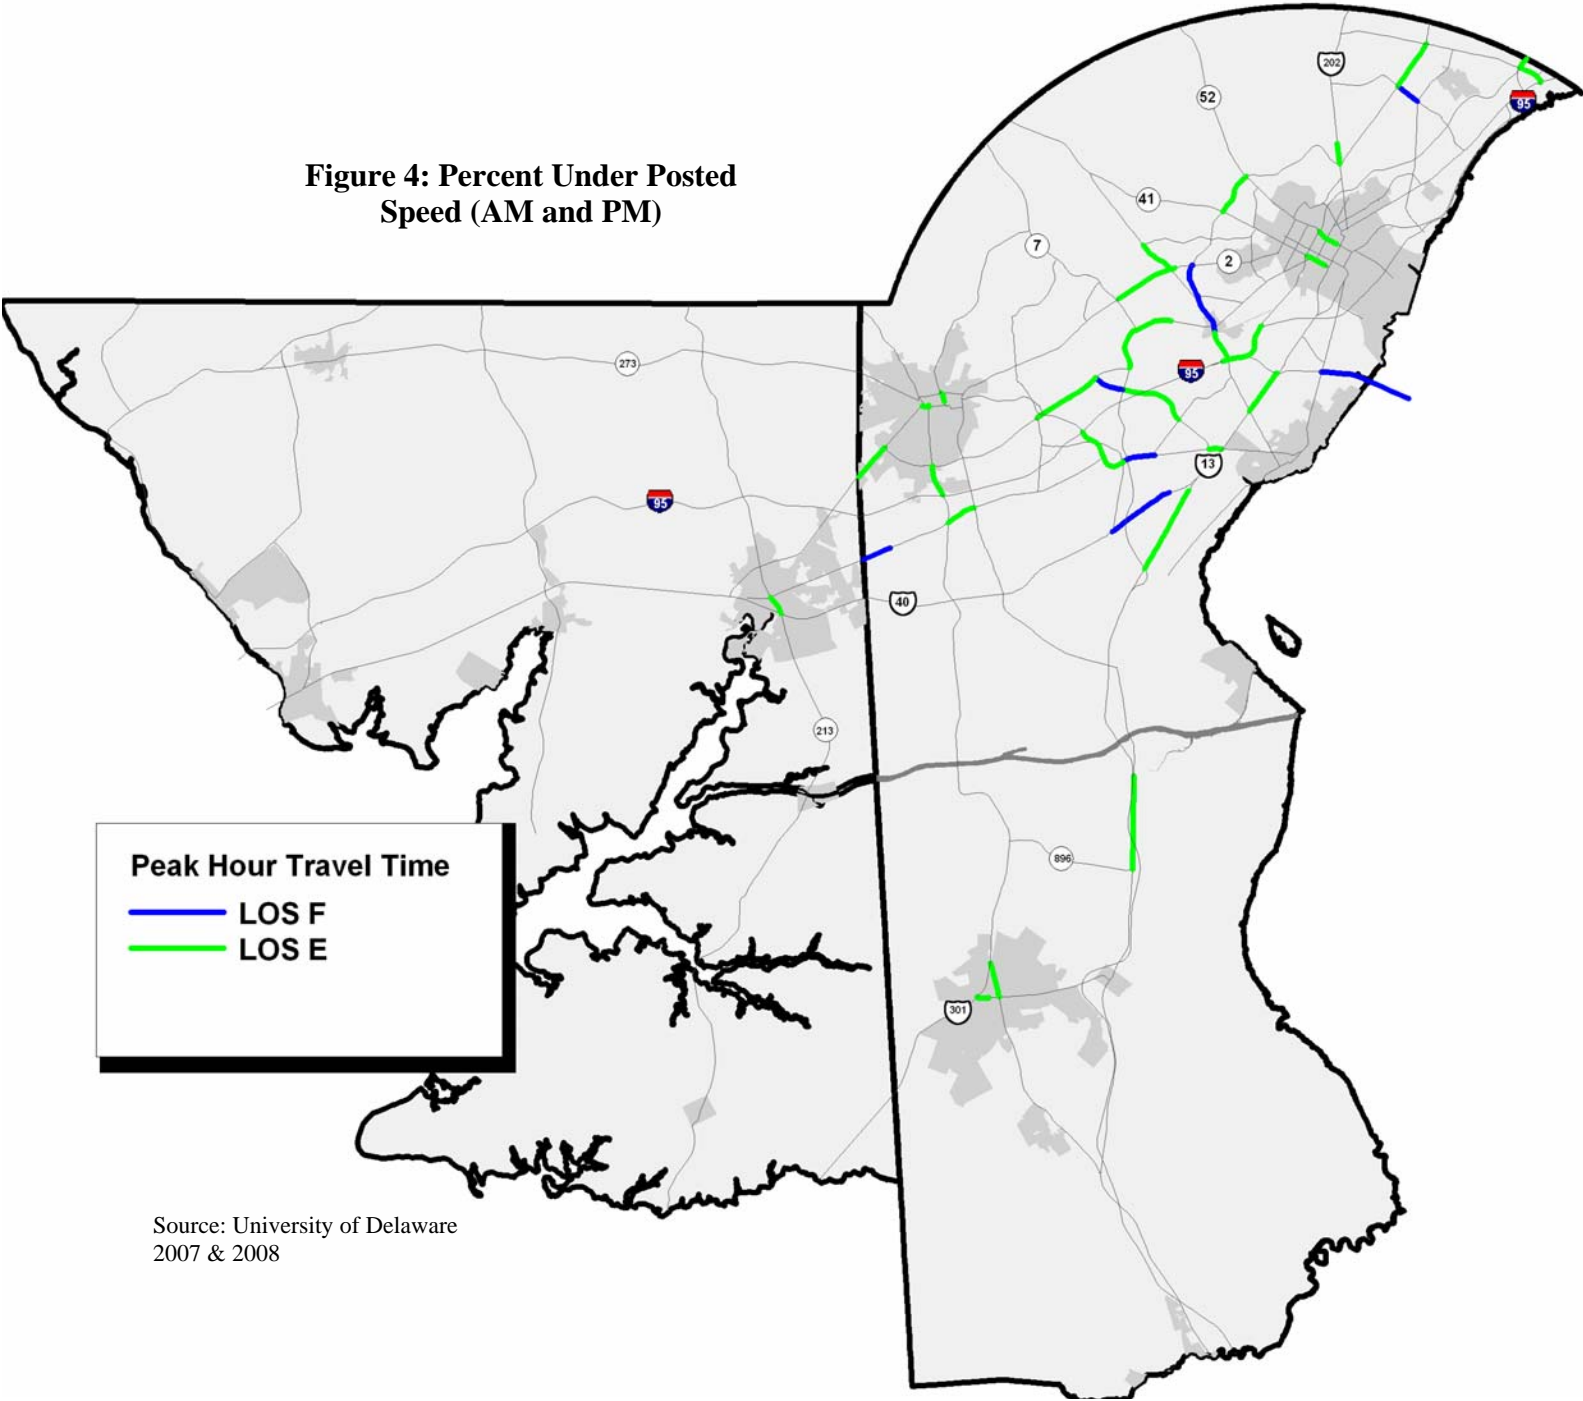 Figure 4: Percent Under Posted
Speed (AM and PM)
202
52
95
41
7
2
273
95
13
95
40
213
896
301
Peak Hour Travel Time
LOS F
LOS E
Source: University of Delaware
2007 & 2008